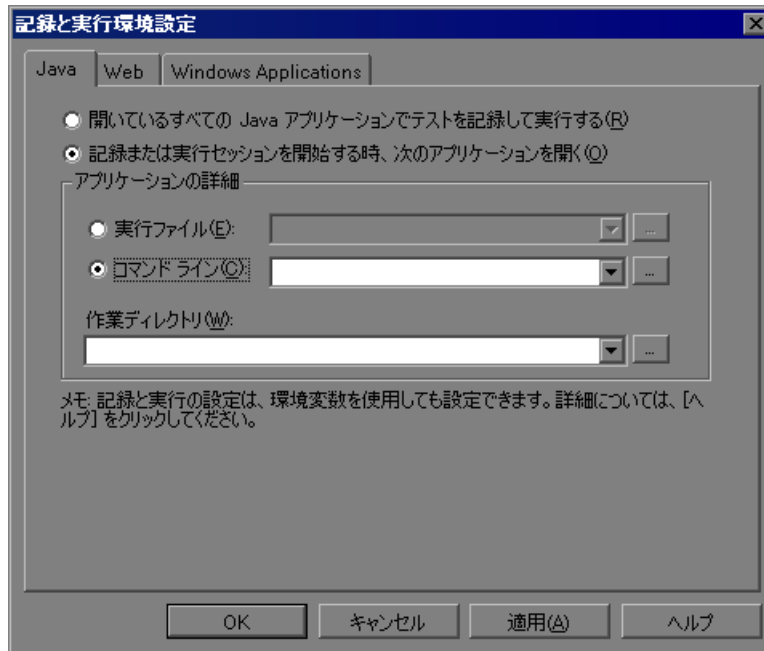 記録と実行環境設定
Java Web Windows Applications
開いているすべての Java アプリケーションでテストを記録して実行する(R)
記録または実行セッションを開始する時、次のアプリケーションを開く(O)
アプリケーションの詳細
実行ファイル(E):
...
コマンド ライン(C):
...
作業ディレクトリ(W):
...
メモ: 記録と実行の設定は、環境変数を使用しても設定できます。詳細については、[ヘ
ルプ] をクリックしてください。
OK キャンセル 適用(A) ヘルプ